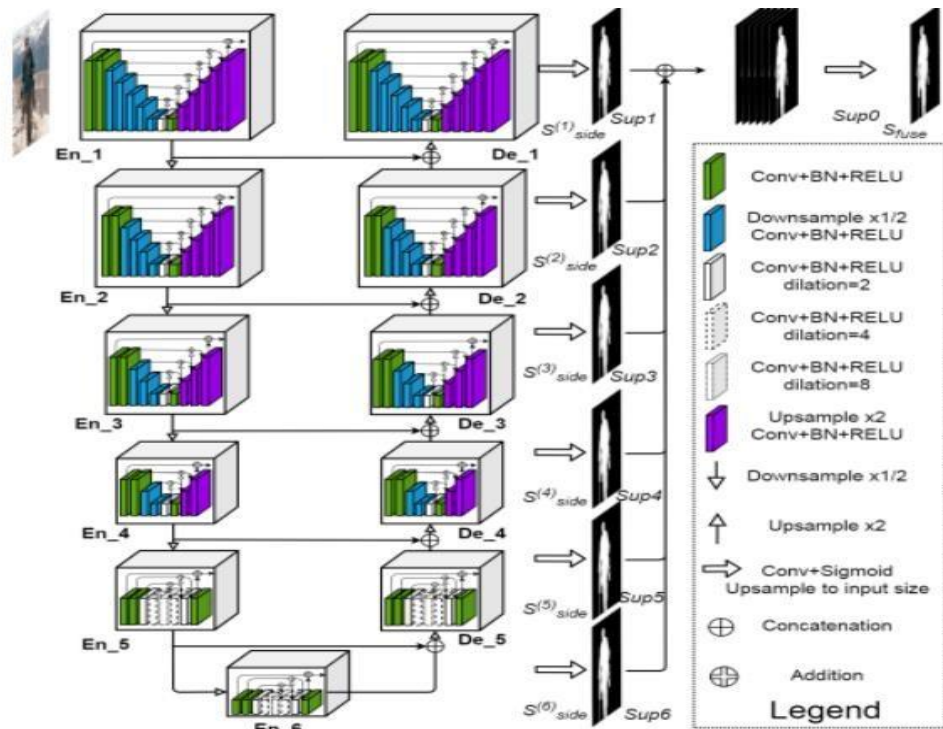 En_1
De_1
S(1)side
Sup1
Sup0
Sfuse
En_2
De_2
S(2)side
Sup2
En_3
De_3
S(3)side
Sup3
En_4
De_4
S(4)side
Sup4
En_5
De_5
S(5)side
Sup5
En_6
S(6)side
Sup6
Conv+BN+RELU
Downsample x1/2
Conv+BN+RELU
Conv+BN+RELU
dilation=2
Conv+BN+RELU
dilation=4
Conv+BN+RELU
dilation=8
Upsample x2
Conv+BN+RELU
Downsample x1/2
Upsample x2
Conv+Sigmoid
Upsample to input size
Concatenation
Addition
Legend